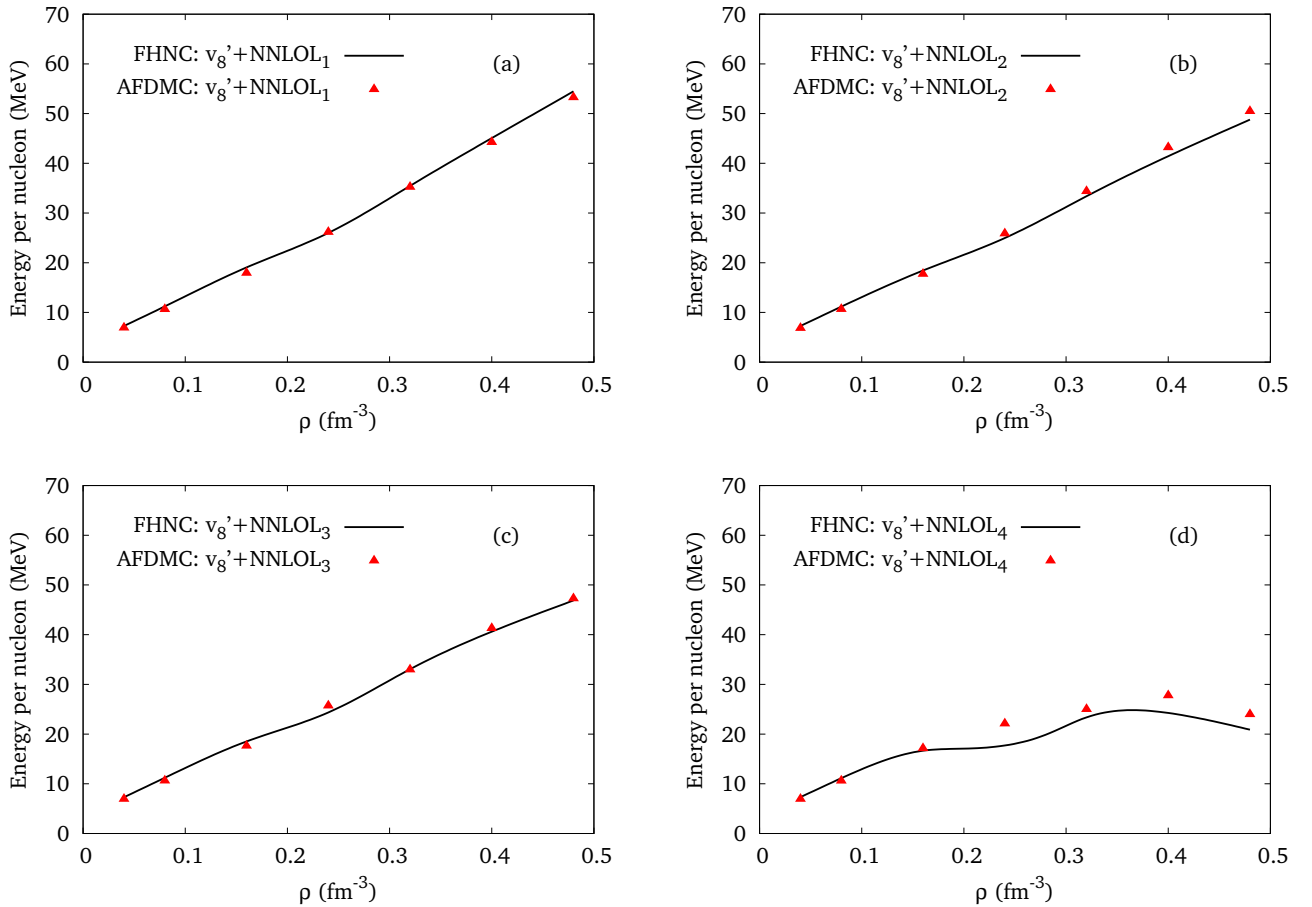 70
60
50
40
30
20
10
0
Energy per nucleon (MeV)
FHNC: v8'+NNLOL1
AFDMC: v8'+NNLOL1
(a)
0 0.1 0.2 0.3 0.4 0.5
ρ (fm-3)
70
60
50
40
30
20
10
0
Energy per nucleon (MeV)
FHNC: v8'+NNLOL2
AFDMC: v8'+NNLOL2
(b)
0 0.1 0.2 0.3 0.4 0.5
ρ (fm-3)
70
60
50
40
30
20
10
0
Energy per nucleon (MeV)
FHNC: v8'+NNLOL3
AFDMC: v8'+NNLOL3
(c)
0 0.1 0.2 0.3 0.4 0.5
ρ (fm-3)
70
60
50
40
30
20
10
0
Energy per nucleon (MeV)
FHNC: v8'+NNLOL4
AFDMC: v8'+NNLOL4
(d)
0 0.1 0.2 0.3 0.4 0.5
ρ (fm-3)